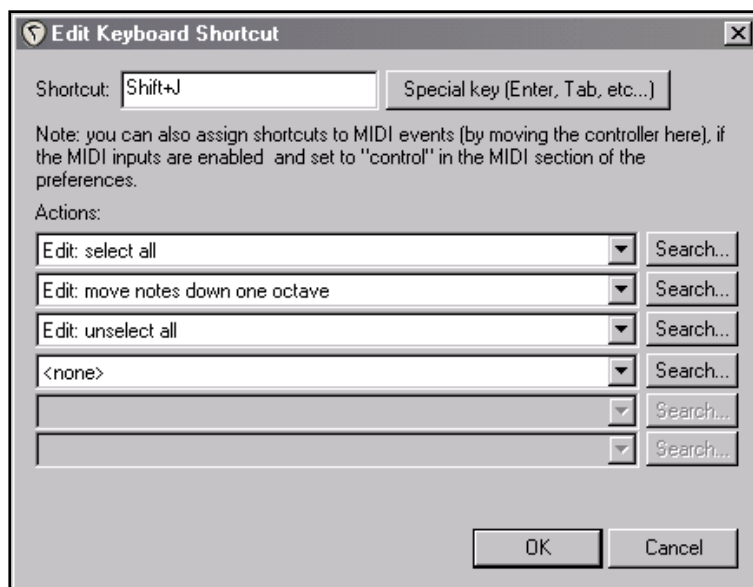 Edit Keyboard Shortcut
Shortcut: Shift+J Special key (Enter, Tab, etc...)
Note: you can also assign shortcuts to MIDI events (by moving the controller here), if
the MIDI inputs are enabled and set to "control" in the MIDI section of the
preferences.
Actions:
Edit: select all Search...
Edit: move notes down one octave Search...
Edit: unselect all Search...
<none> Search...
Search...
Search...
OK Cancel